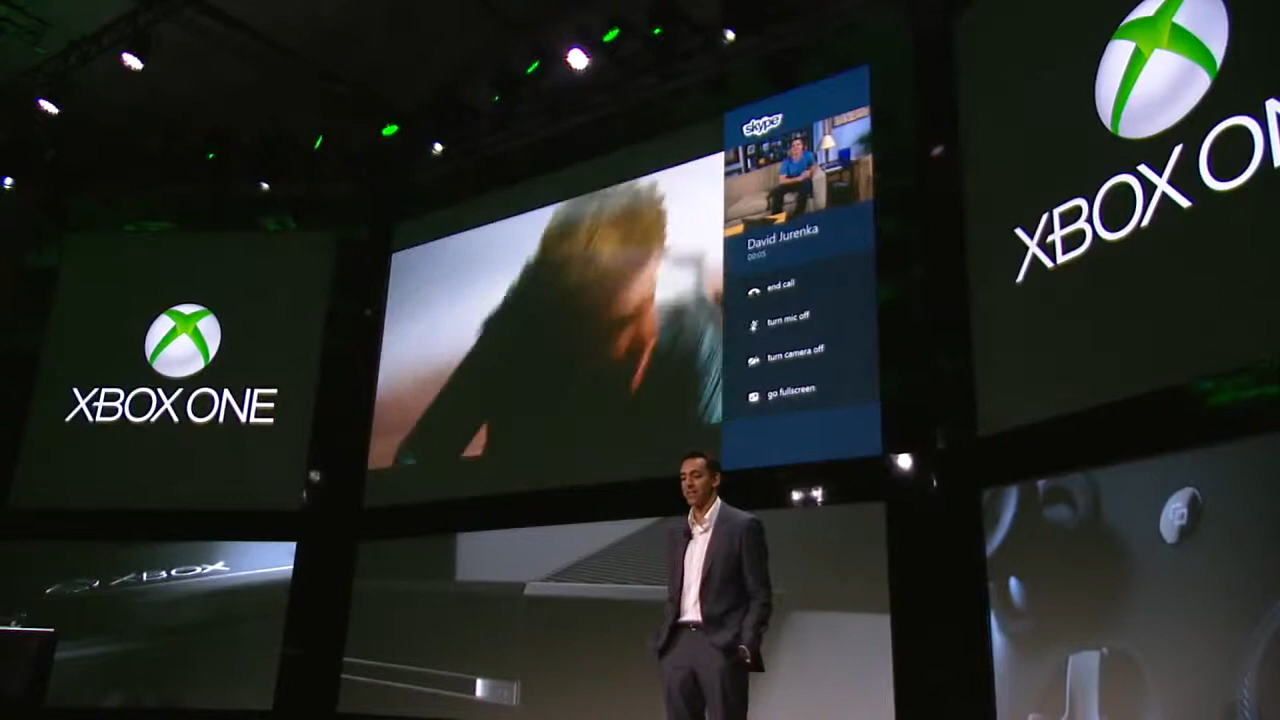 XBOX ONE
XBOX
skype
David Jurenka
00:05
end call
turn mic off
turn camera off
go fullscreen
XBOX ON